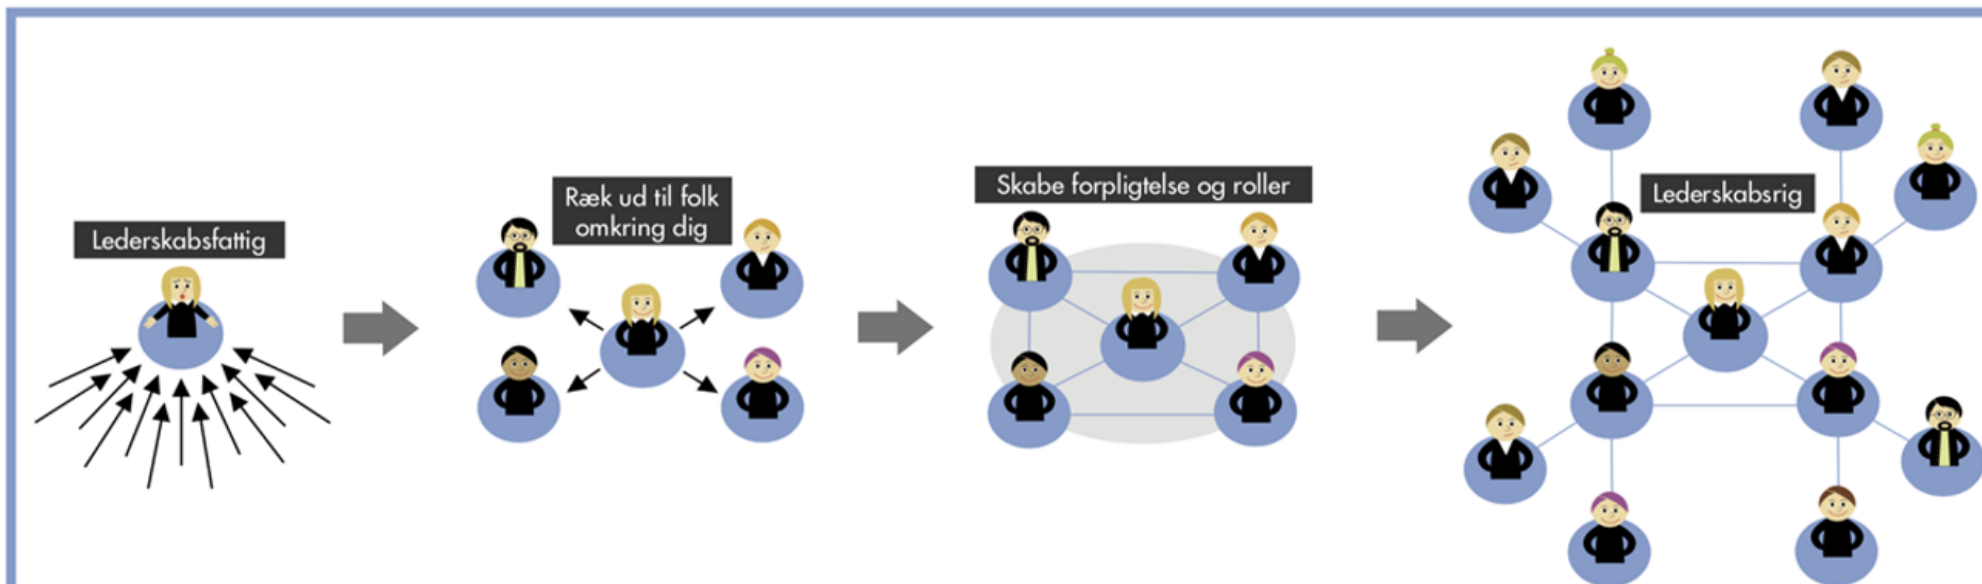 Lederskabsfattig
Ræk ud til folk
omkring dig
Skabe forpligtelse og roller
Lederskabsrig